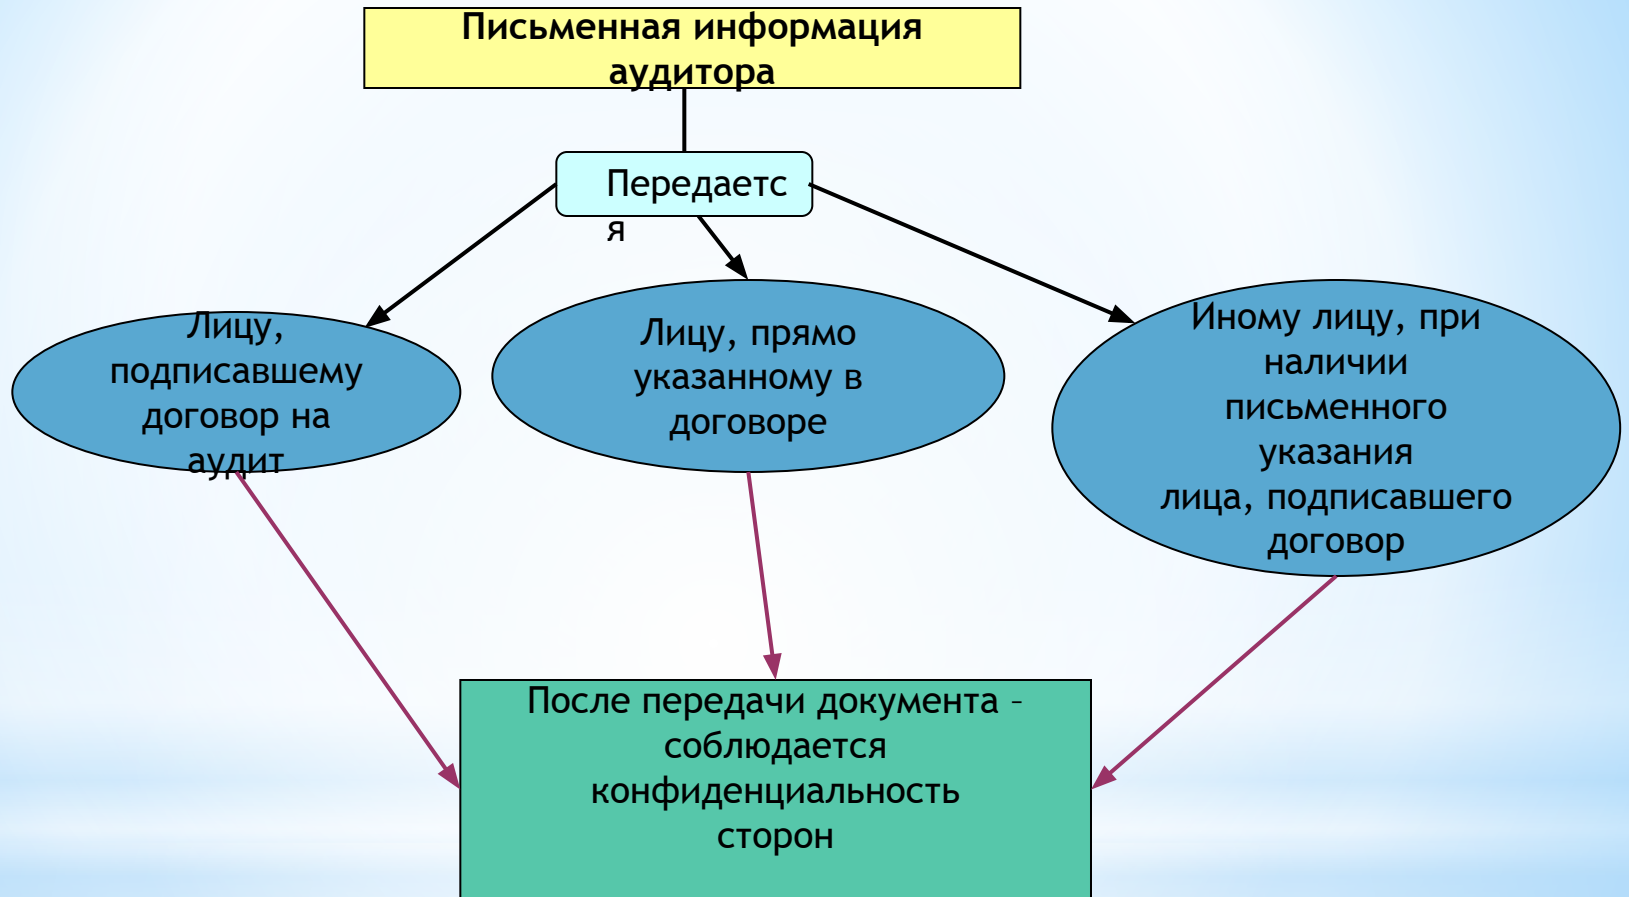 Письменная информация
аудитора
Передаетс
я
Лицу,
подписавшему
договор на
аудит
Лицу, прямо
указанному в
договоре
Иному лицу, при
наличии
письменного
указания
лица, подписавшего
договор
После передачи документа –
соблюдается
конфиденциальность
сторон